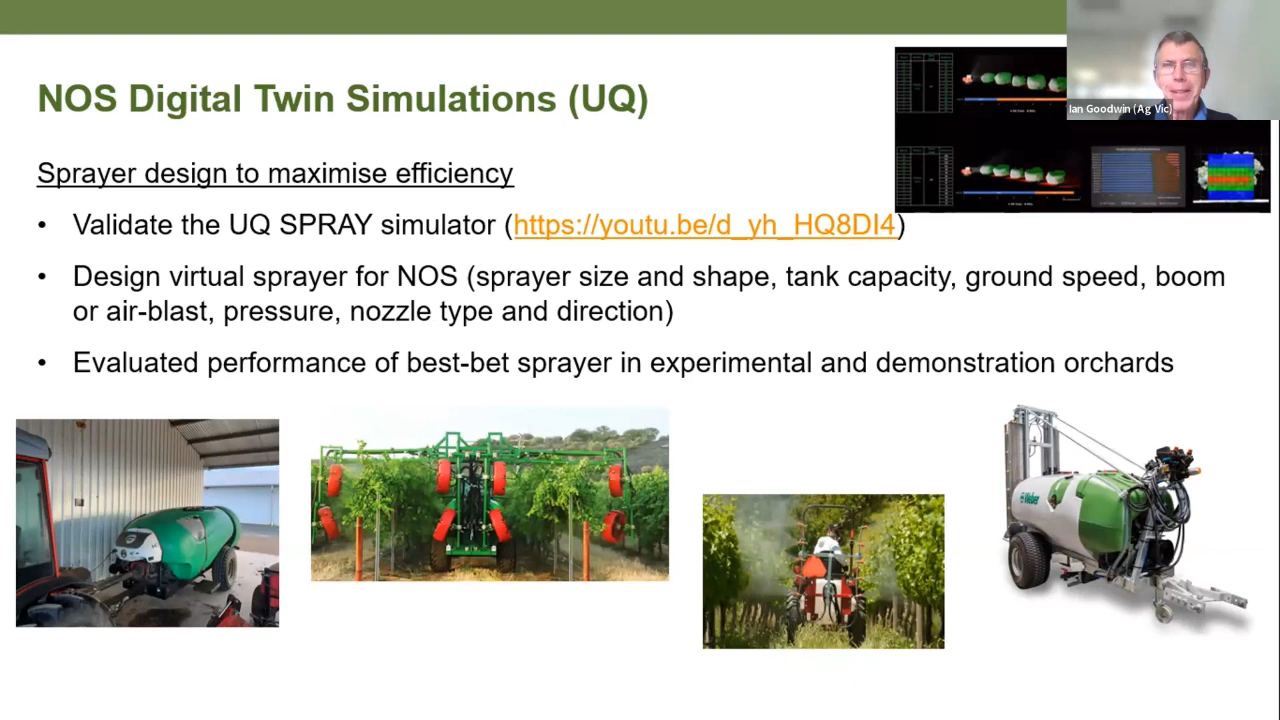 NOS Digital Twin Simulations (UQ)
Ian Goodwin (Ag Vic)
Sprayer design to maximise efficiency
• Validate the UQ SPRAY simulator (https://youtu.be/d_yh_HQ8DI4)
• Design virtual sprayer for NOS (sprayer size and shape, tank capacity, ground speed, boom
or air-blast, pressure, nozzle type and direction)
• Evaluated performance of best-bet sprayer in experimental and demonstration orchards
Weber